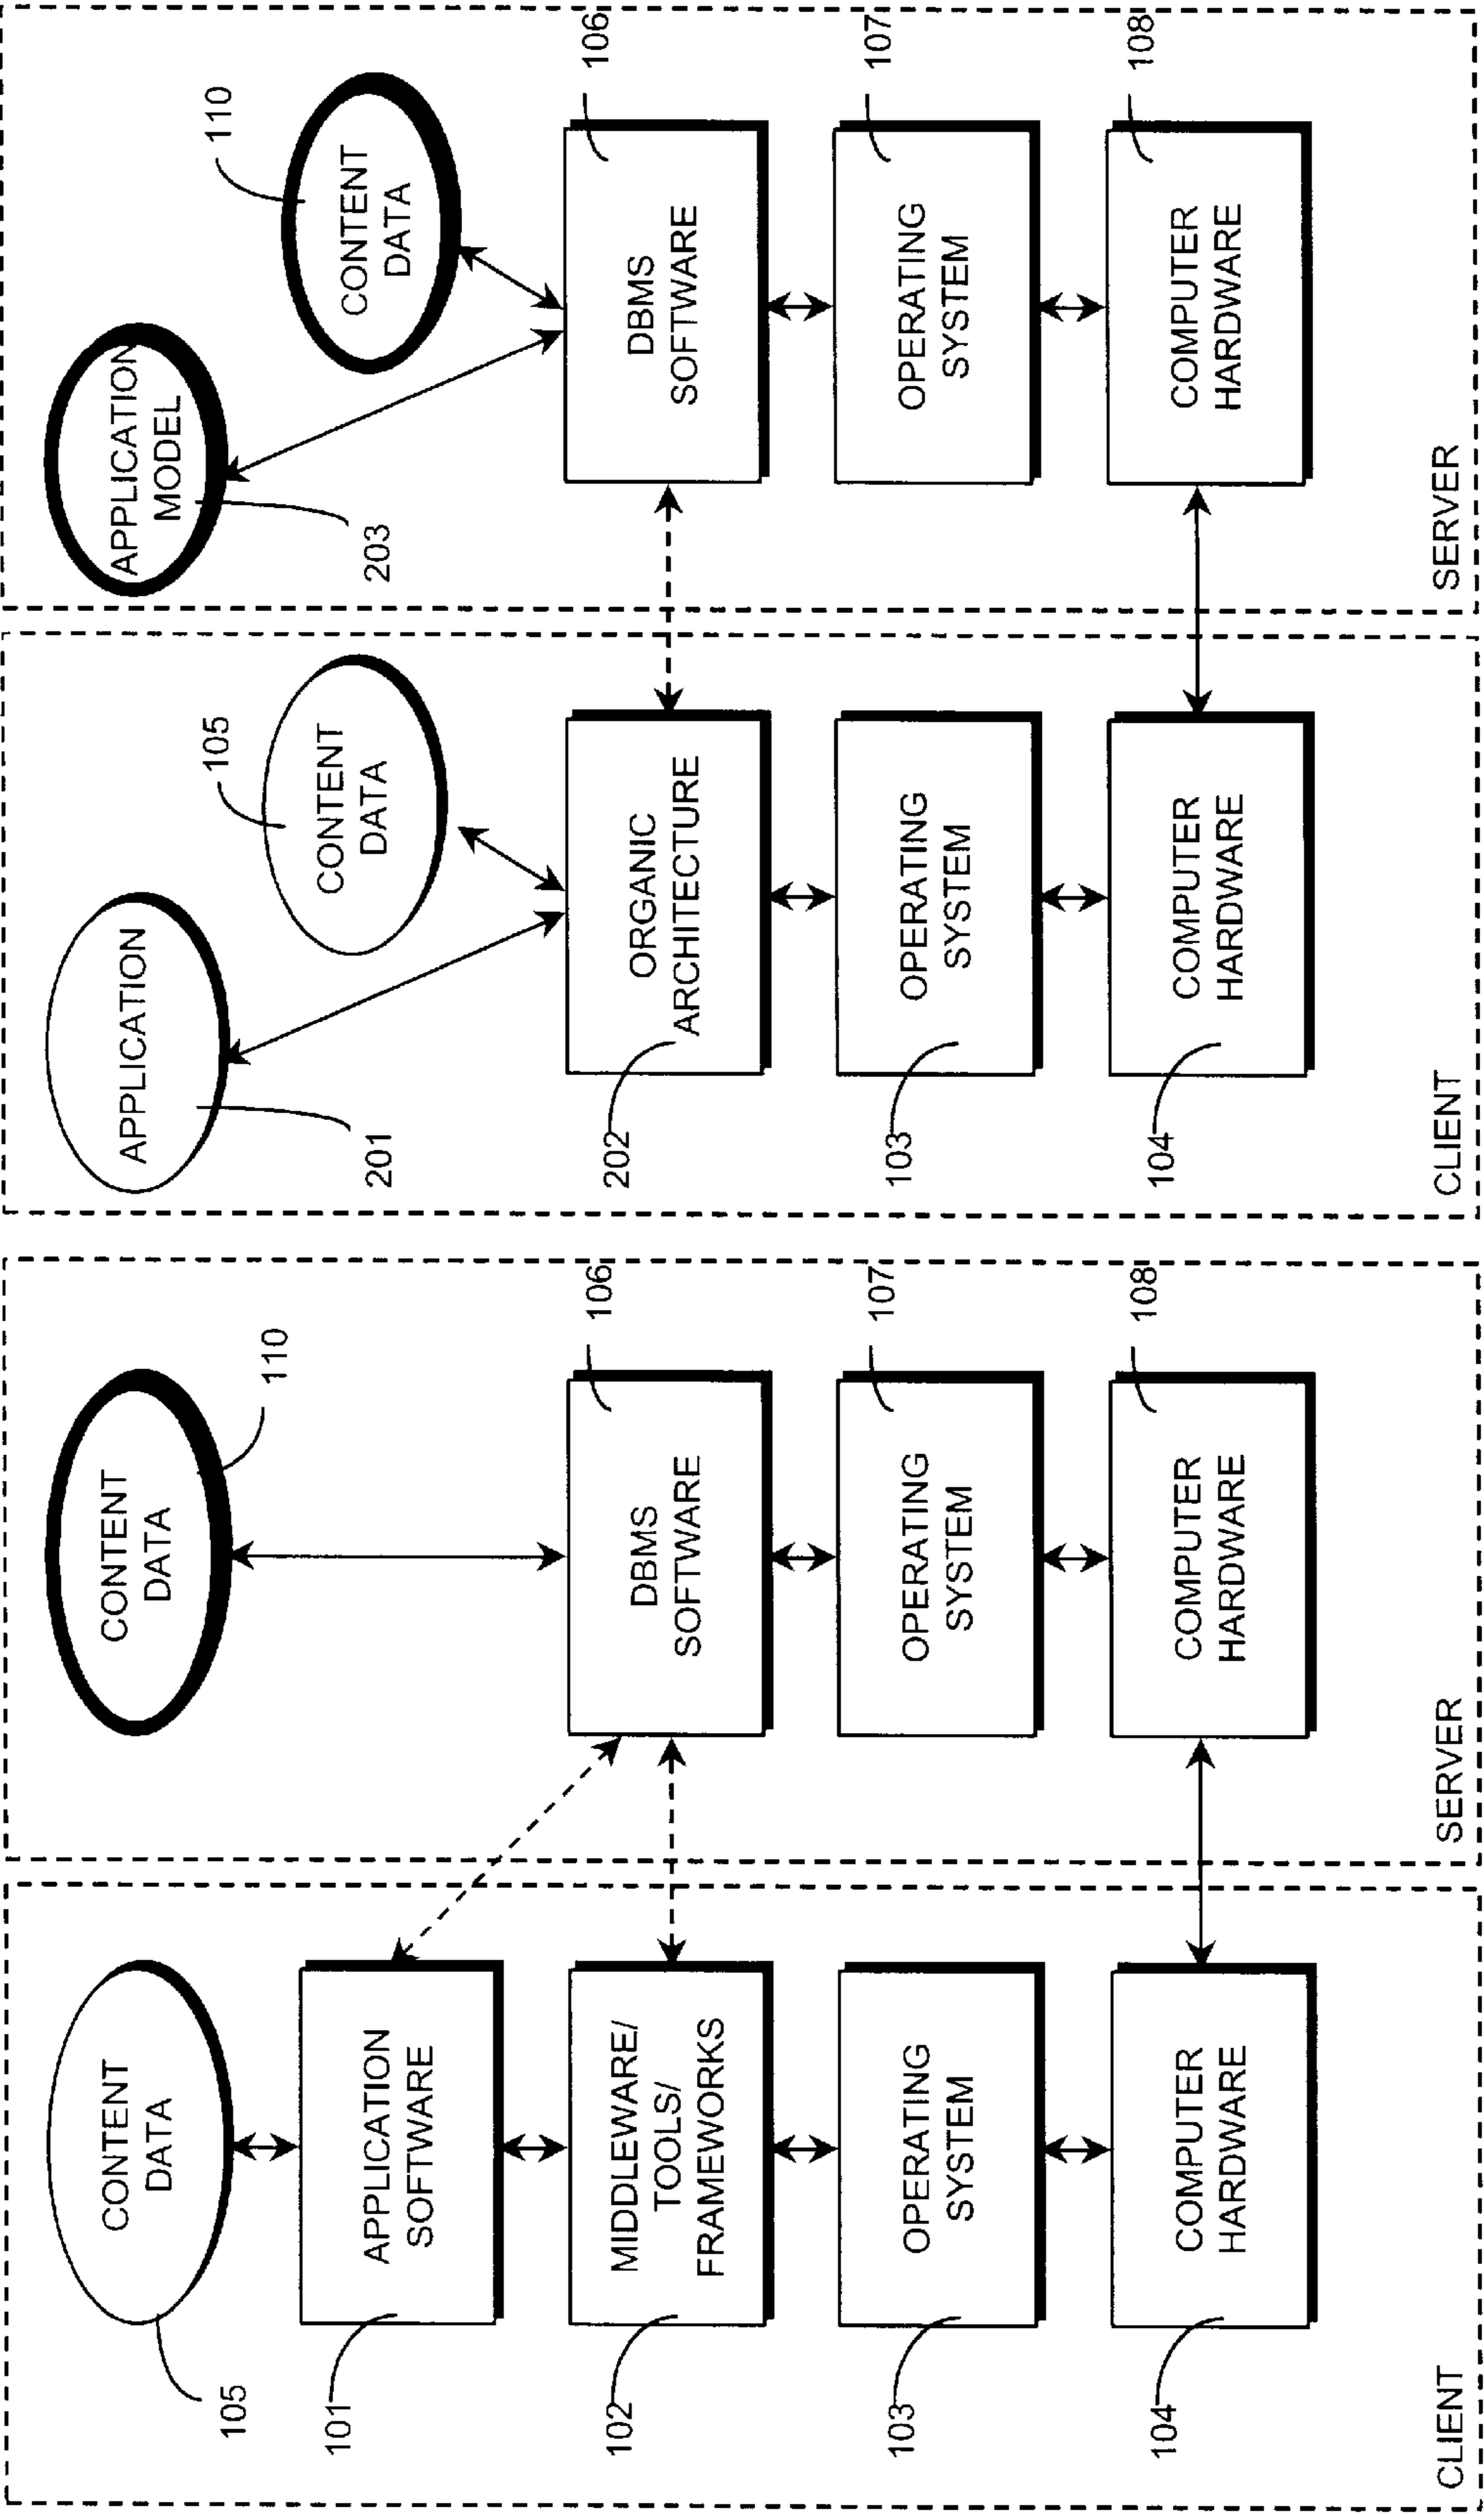 CONTENT
DATA
105
APPLICATION
SOFTWARE
101
MIDDLEWARE/
TOOLS/
FRAMEWORKS
102
OPERATING
SYSTEM
103
COMPUTER
HARDWARE
104
CLIENT
CONTENT
DATA
110
DBMS
SOFTWARE
106
OPERATING
SYSTEM
107
COMPUTER
HARDWARE
108
SERVER
APPLICATION
201
CONTENT
DATA
105
ORGANIC
ARCHITECTURE
202
OPERATING
SYSTEM
103
COMPUTER
HARDWARE
104
CLIENT
APPLICATION
MODEL
203
CONTENT
DATA
110
DBMS
SOFTWARE
106
OPERATING
SYSTEM
107
COMPUTER
HARDWARE
108
SERVER